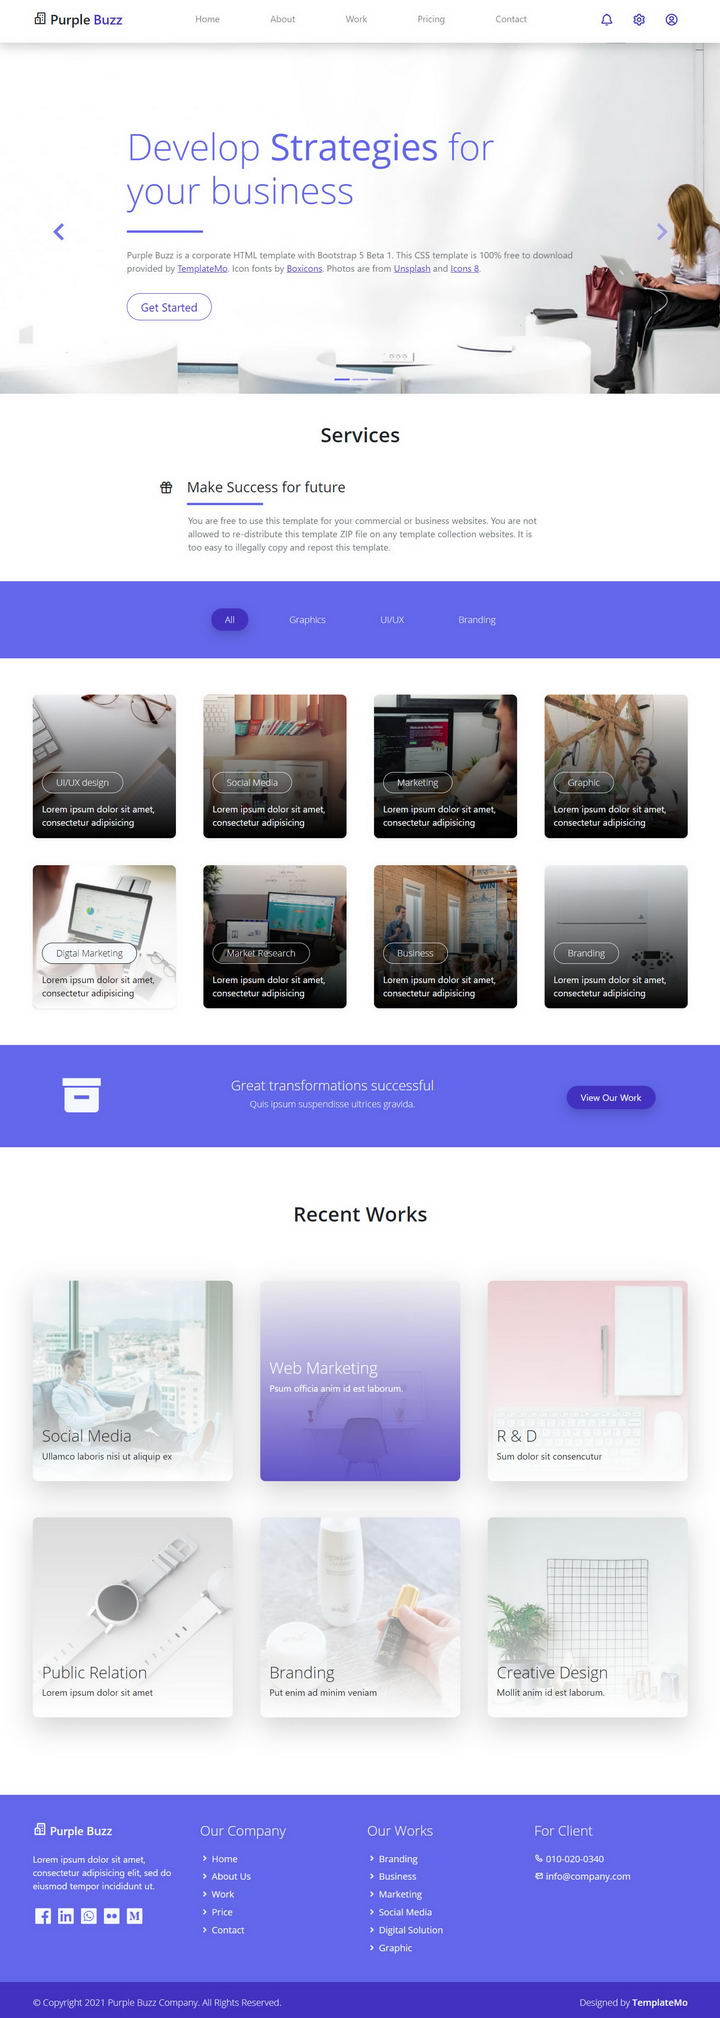 Purple Buzz
Home
About
Work
Pricing
Contact
Develop Strategies for
your business
Purple Buzz is a corporate HTML template with Bootstrap 5 Beta 1. This CSS template is 100% free to download
provided by TemplateMo. Icon fonts by Boxicons. Photos are from Unsplash and Icons 8.
Get Started
Services
Make Success for future
You are free to use this template for your commercial or business websites. You are not
allowed to re-distribute this template ZIP file on any template collection websites. It is
too easy to illegally copy and repost this template.
All
Graphics
UI/UX
Branding
UI/UX design
Lorem ipsum dolor sit amet,
consectetur adipisicing
Social Media
Lorem ipsum dolor sit amet,
consectetur adipisicing
Marketing
Lorem ipsum dolor sit amet,
consectetur adipisicing
Graphic
Lorem ipsum dolor sit amet,
consectetur adipisicing
Digtal Marketing
Lorem ipsum dolor sit amet,
consectetur adipisicing
Market Research
Lorem ipsum dolor sit amet,
consectetur adipisicing
WIN
Business
Lorem ipsum dolor sit amet,
consectetur adipisicing
Branding
Lorem ipsum dolor sit amet,
consectetur adipisicing
Great transformations successful
Quis ipsum suspendisse ultrices gravida.
View Our Work
Recent Works
Social Media
Ullamco laboris nisi ut aliquip ex
Web Marketing
Psum officia anim id est laborum.
R & D
Sum dolor sit consencutur
Public Relation
Lorem ipsum dolor sit amet
Branding
Put enim ad minim veniam
Creative Design
Mollit anim id est laborum.
Purple Buzz
Lorem ipsum dolor sit amet,
consectetur adipisicing elit, sed do
eiusmod tempor incididunt ut.
Our Company
Home
About Us
Work
Price
Contact
Our Works
Branding
Business
Marketing
Social Media
Digital Solution
Graphic
For Client
010-020-0340
info@company.com
© Copyright 2021 Purple Buzz Company. All Rights Reserved.
Designed by TemplateMo